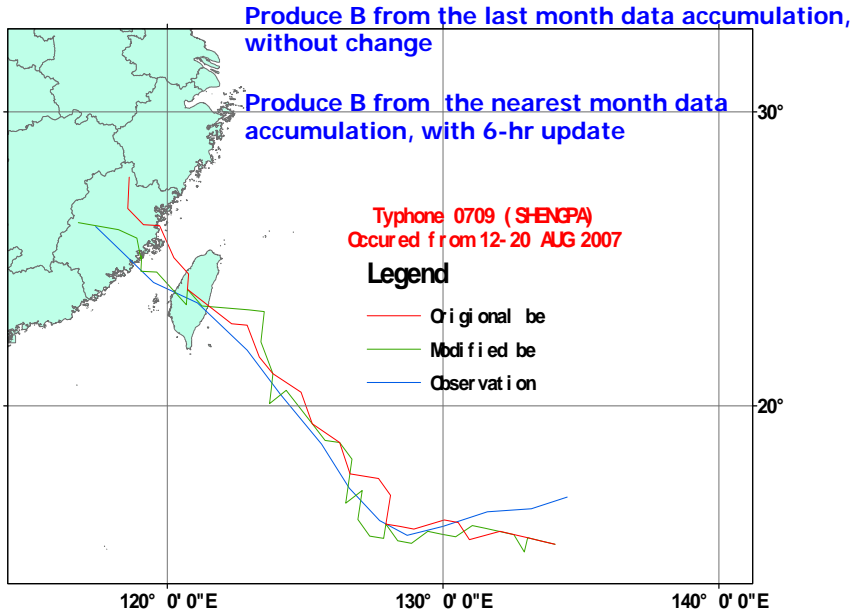 Produce B from the last month data accumulation,
without change
Produce B from the nearest month data
accumulation, with 6-hr update
30°
Typhone 0709 (SHENGPA)
Occured from 12-20 AUG 2007
Legend
Origional be
Modified be
Observation
20°
120° 0' 0"E
130° 0' 0"E
140° 0' 0"E